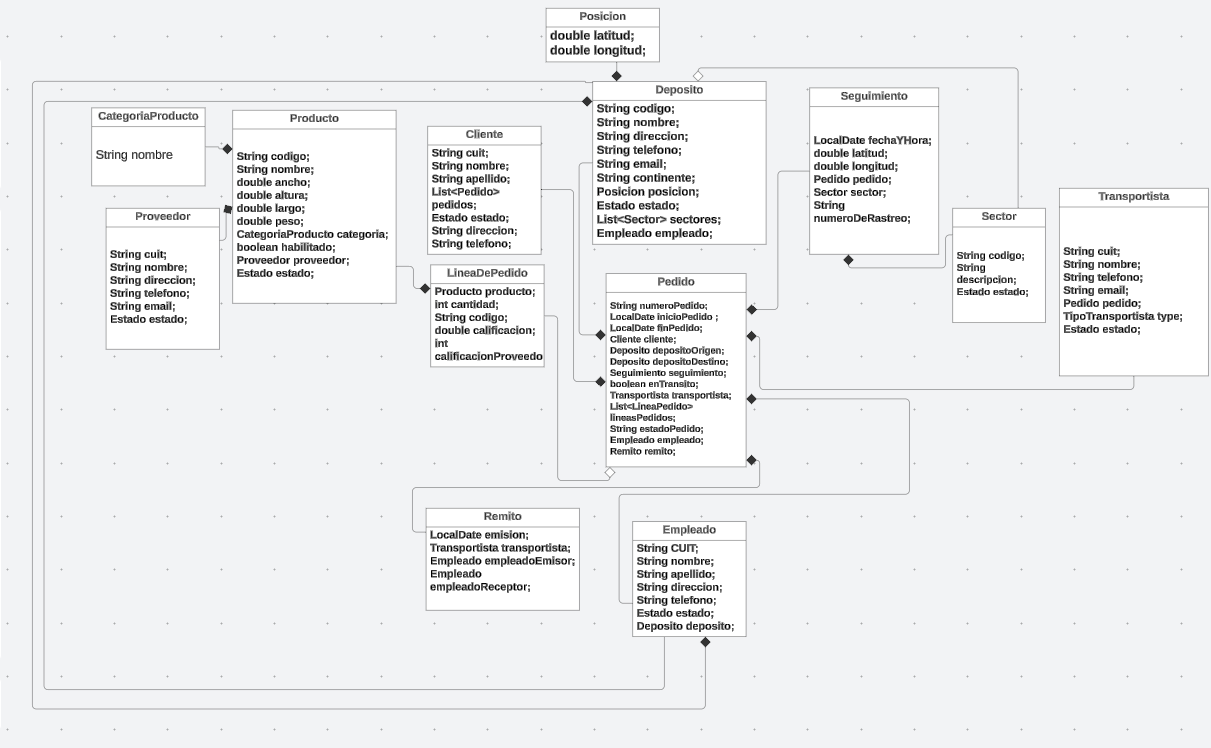 Posicion
double latitud;
double longitud;
Deposito
String codigo;
String nombre;
String direccion;
String telefono;
String email;
String continente;
Posicion posicion;
Estado estado;
List<Sector> sectores;
Empleado empleado;
Seguimiento
LocalDate fechaYHora;
double latitud;
double longitud;
Pedido pedido;
Sector sector;
String
numeroDeRastreo;
CategoriaProducto
String nombre
Producto
String codigo;
String nombre;
double ancho;
double altura;
double largo;
double peso;
CategoriaProducto categoria;
boolean habilitado;
Proveedor proveedor;
Estado estado;
Cliente
String cuit;
String nombre;
String apellido;
List<Pedido>
pedidos;
Estado estado;
String direccion;
String telefono;
Transportista
String cuit;
String nombre;
String telefono;
String email;
Pedido pedido;
TipoTransportista type;
Estado estado;
Proveedor
String cuit;
String nombre;
String direccion;
String telefono;
String email;
Estado estado;
Sector
String codigo;
String
descripcion;
Estado estado;
LineaDePedido
Producto producto;
int cantidad;
String codigo;
double calificacion;
int
calificacionProveedo
Pedido
String numeroPedido;
LocalDate inicioPedido ;
LocalDate finPedido;
Cliente cliente;
Deposito depositoOrigen;
Deposito depositoDestino;
Seguimiento seguimiento;
boolean enTransito;
Transportista transportista;
List<LineaPedido>
lineasPedidos;
String estadoPedido;
Empleado empleado;
Remito remito;
Remito
LocalDate emision;
Transportista transportista;
Empleado empleadoEmisor;
Empleado
empleadoReceptor;
Empleado
String CUIT;
String nombre;
String apellido;
String direccion;
String telefono;
Estado estado;
Deposito deposito;